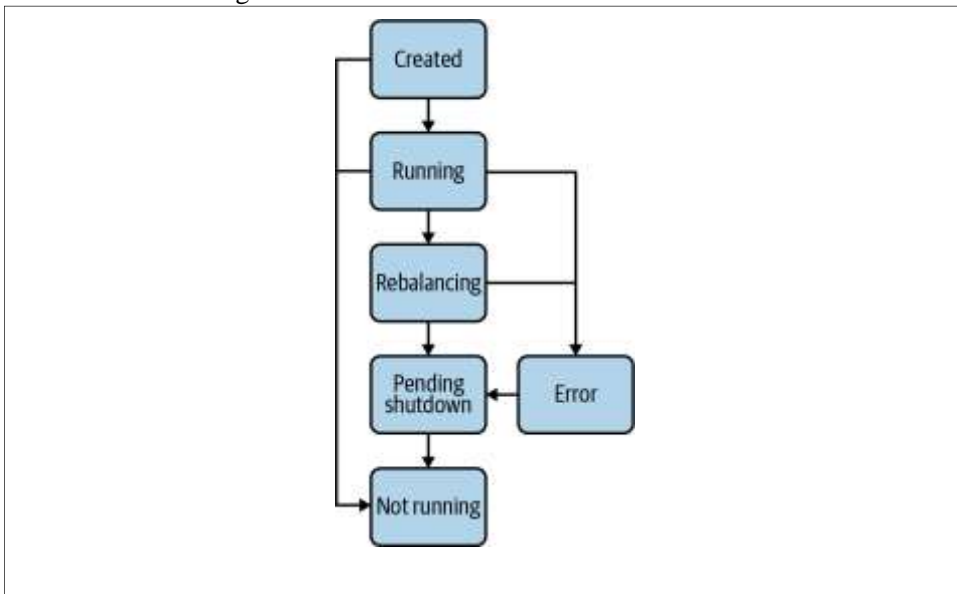 Created
Running
Rebalancing
Pending
shutdown
Error
Not running